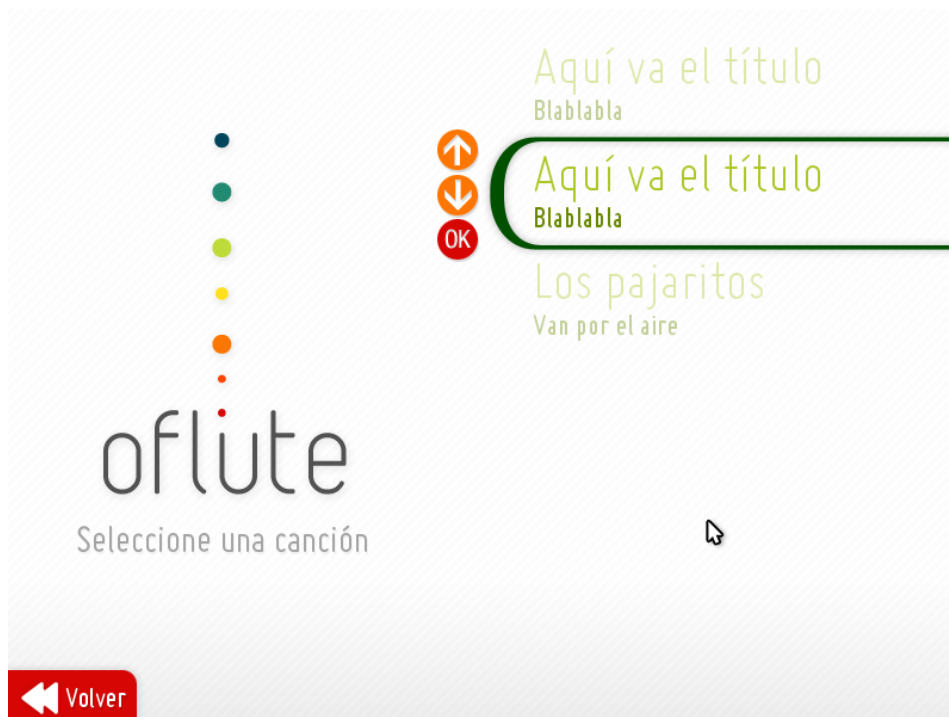 Aquí va el título
Blablabla
Aquí va el título
Blablabla
OK
Los pajaritos
Van por el aire
oflute
Seleccione una canción
Volver